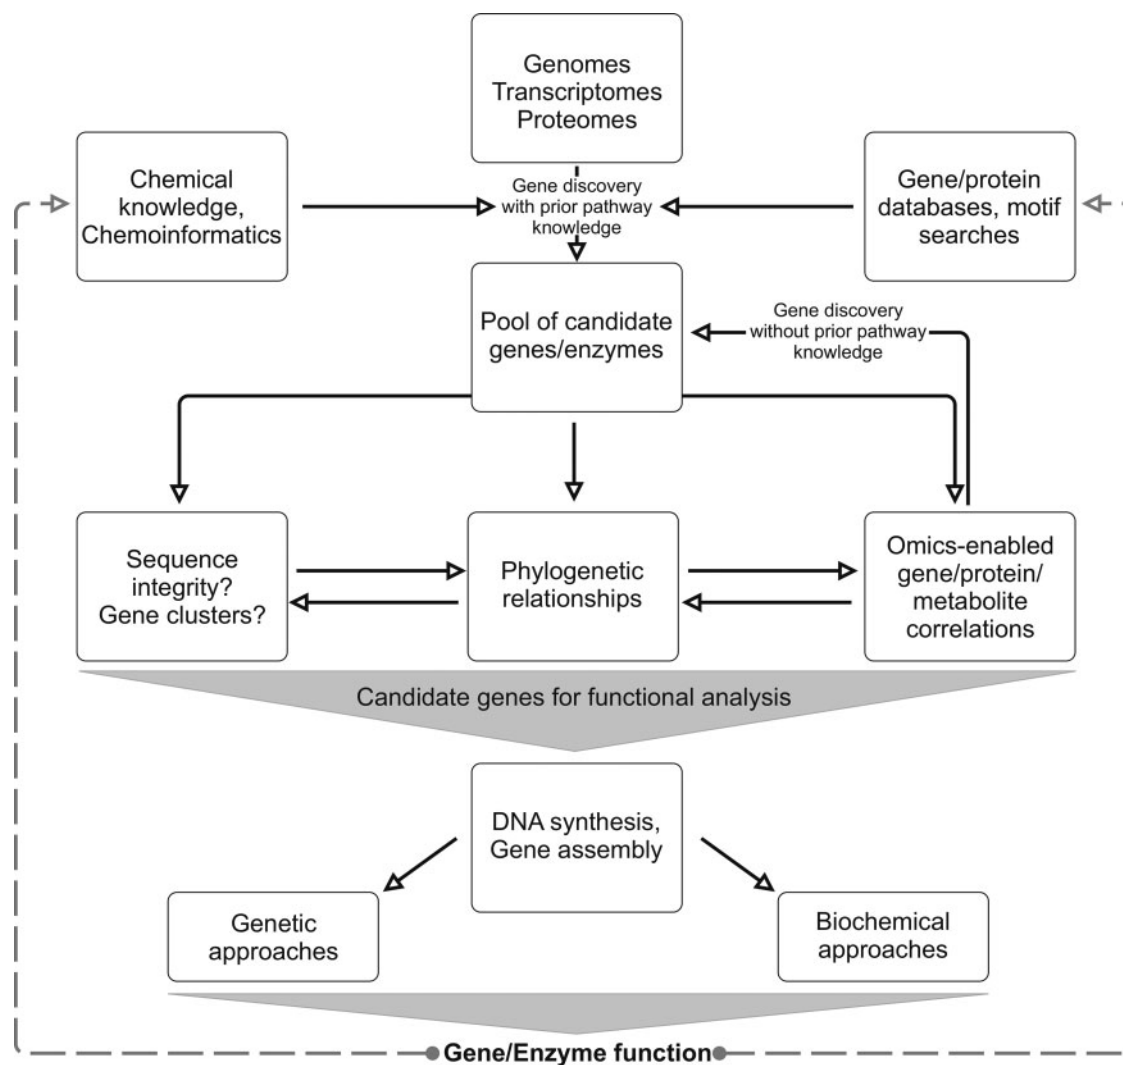 Genomes
Transcriptomes
Proteomes
Chemical
knowledge,
Chemoinformatics
Gene discovery
with prior pathway
knowledge
Gene/protein
databases, motif
searches
Pool of candidate
genes/enzymes
Gene discovery
without prior pathway
knowledge
Sequence
integrity?
Gene clusters?
Phylogenetic
relationships
Omics-enabled
gene/protein/
metabolite
correlations
Candidate genes for functional analysis
DNA synthesis,
Gene assembly
Genetic
approaches
Biochemical
approaches
Gene/Enzyme function